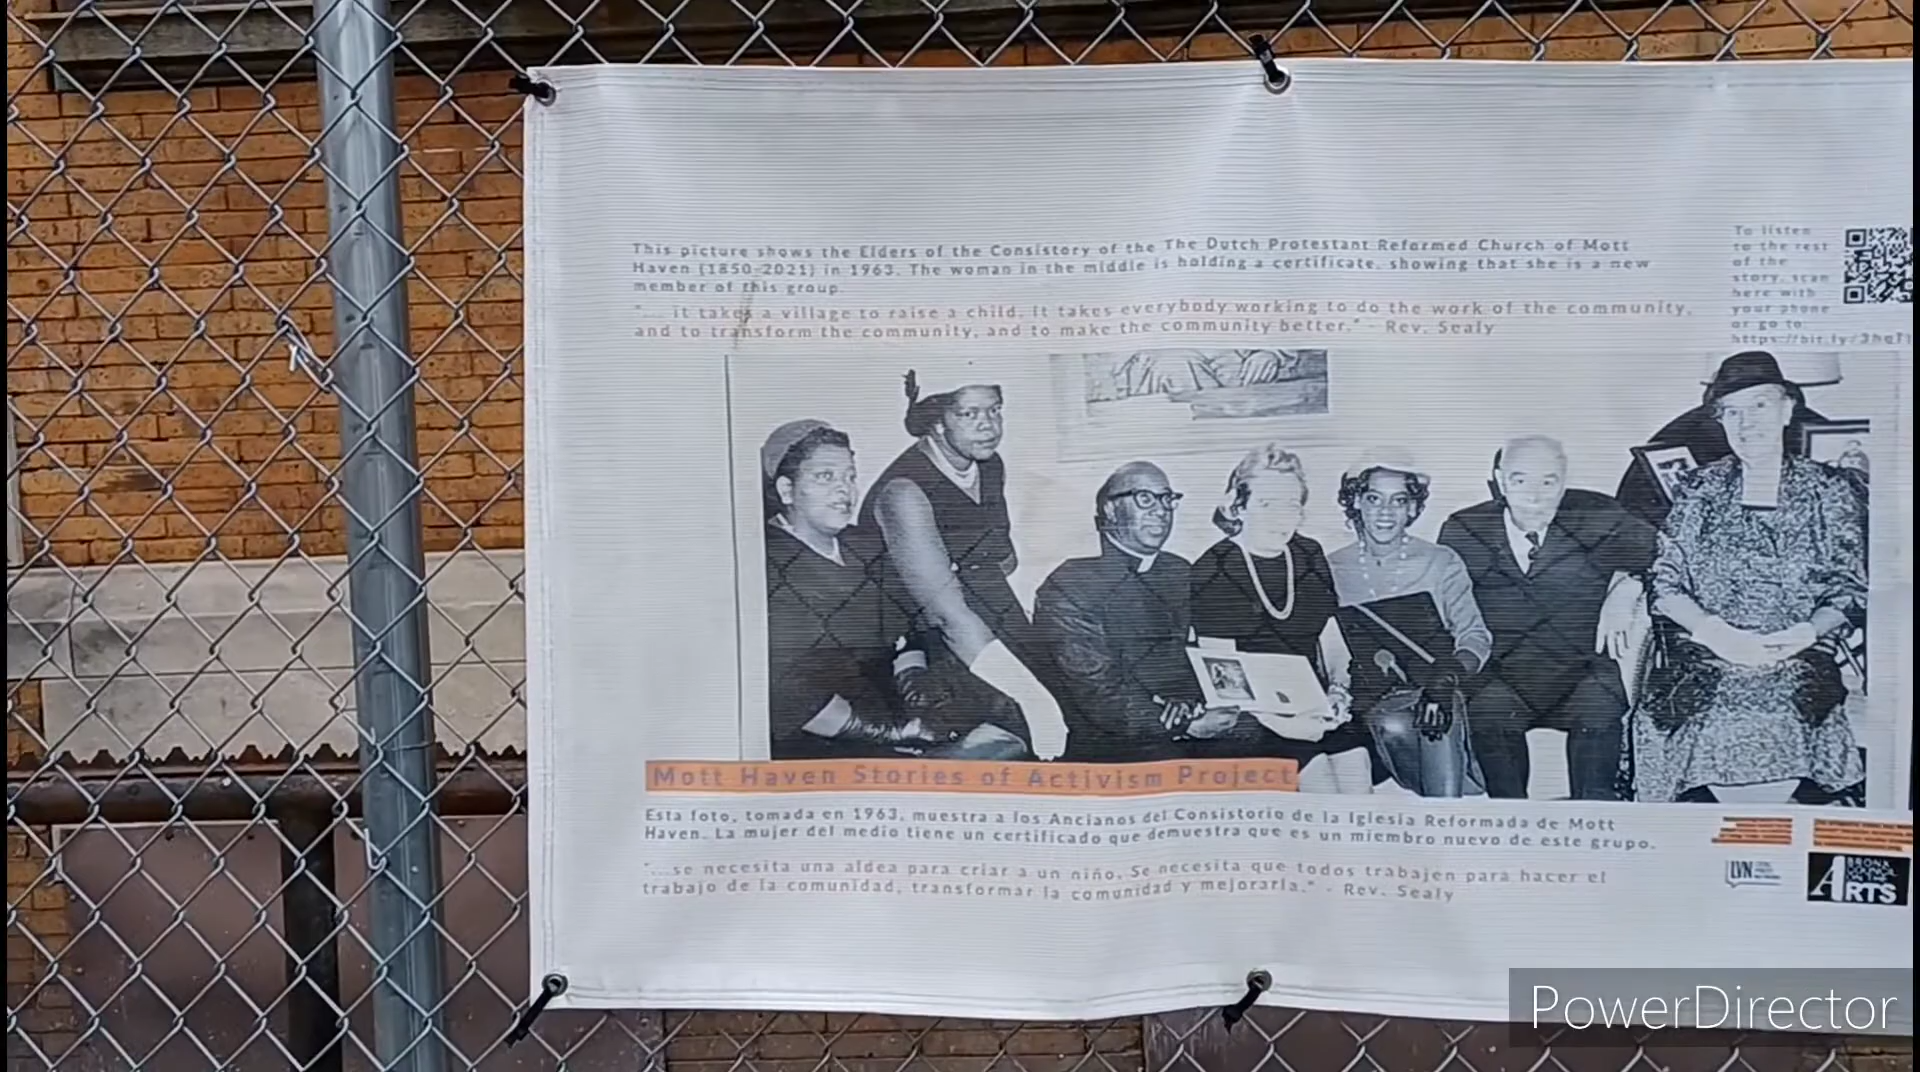 This picture shows the Elders of the Consistory of the The Dutch Protestant Reformed Church of Mott
Haven (1850-2021) in 1963. The woman in the middle is holding a certificate, showing that she is a new
member of this group.
"... it takes a village to raise a child. It takes everybody working to do the work of the community,
and to transform the community, and to make the community better." - Rev. Sealy
To listen
to the rest
of the
story, scan
here with
your phone
or go to:
Mott Haven Stories of Activism Project
Esta foto, tomada en 1963, muestra a los Ancianos del Consistorio de la Iglesia Reformada de Mott
Haven. La mujer del medio tiene un certificado que demuestra que es un miembro nuevo de este grupo.
"...se necesita una aldea para criar a un niño. Se necesita que todos trabajen para hacer el
trabajo de la comunidad, transformar la comunidad y mejorarla." - Rev. Sealy
LVN
BRONX
COUNCIL
ON THE
ARTS
PowerDirector